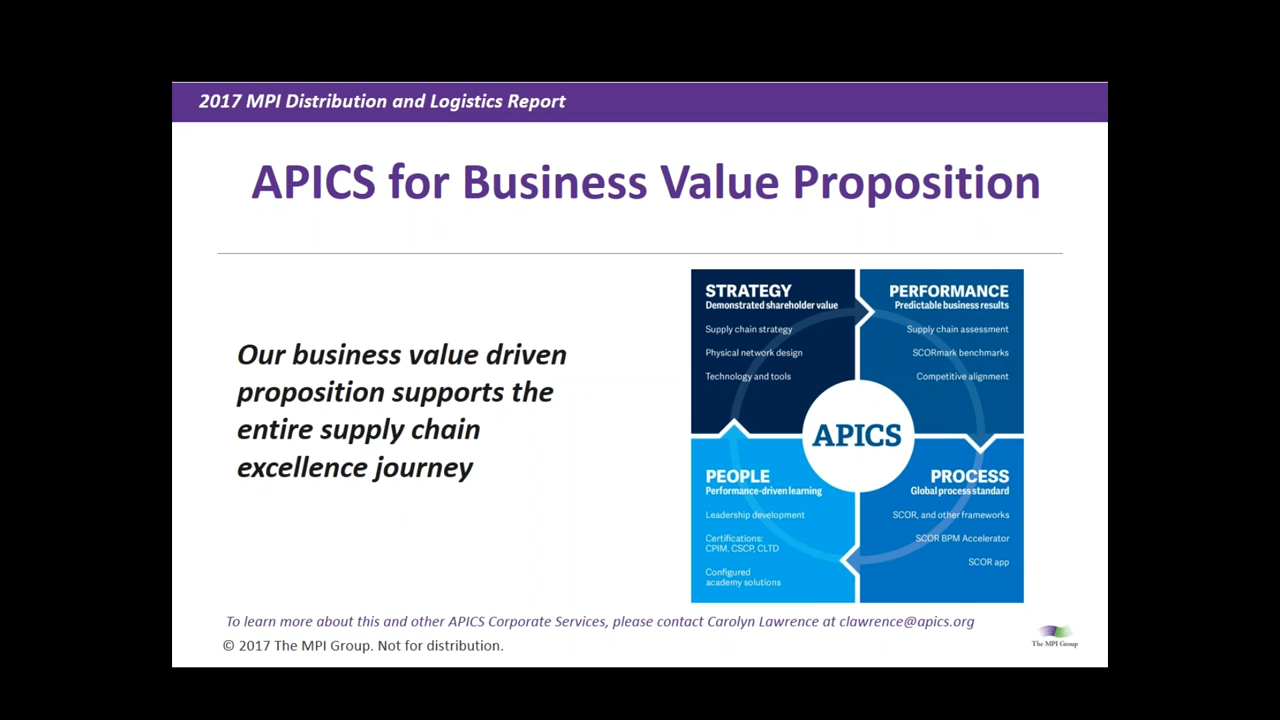 2017 MPI Distribution and Logistics Report
APICS for Business Value Proposition
Our business value driven
proposition supports the
entire supply chain
excellence journey
STRATEGY
Demonstrated shareholder value
Supply chain strategy
Physical network design
Technology and tools
PERFORMANCE
Predictable business results
Supply chain assessment
SCORmark benchmarks
Competitive alignment
APICS
PEOPLE
Performance-driven learning
Leadership development
Certifications:
CPIM, CSCP, CLTD
Configured
academy solutions
PROCESS
Global process standard
SCOR, and other frameworks
SCOR BPM Accelerator
SCOR app
To learn more about this and other APICS Corporate Services, please contact Carolyn Lawrence at clawrence@apics.org
© 2017 The MPI Group. Not for distribution.
The MPI Group